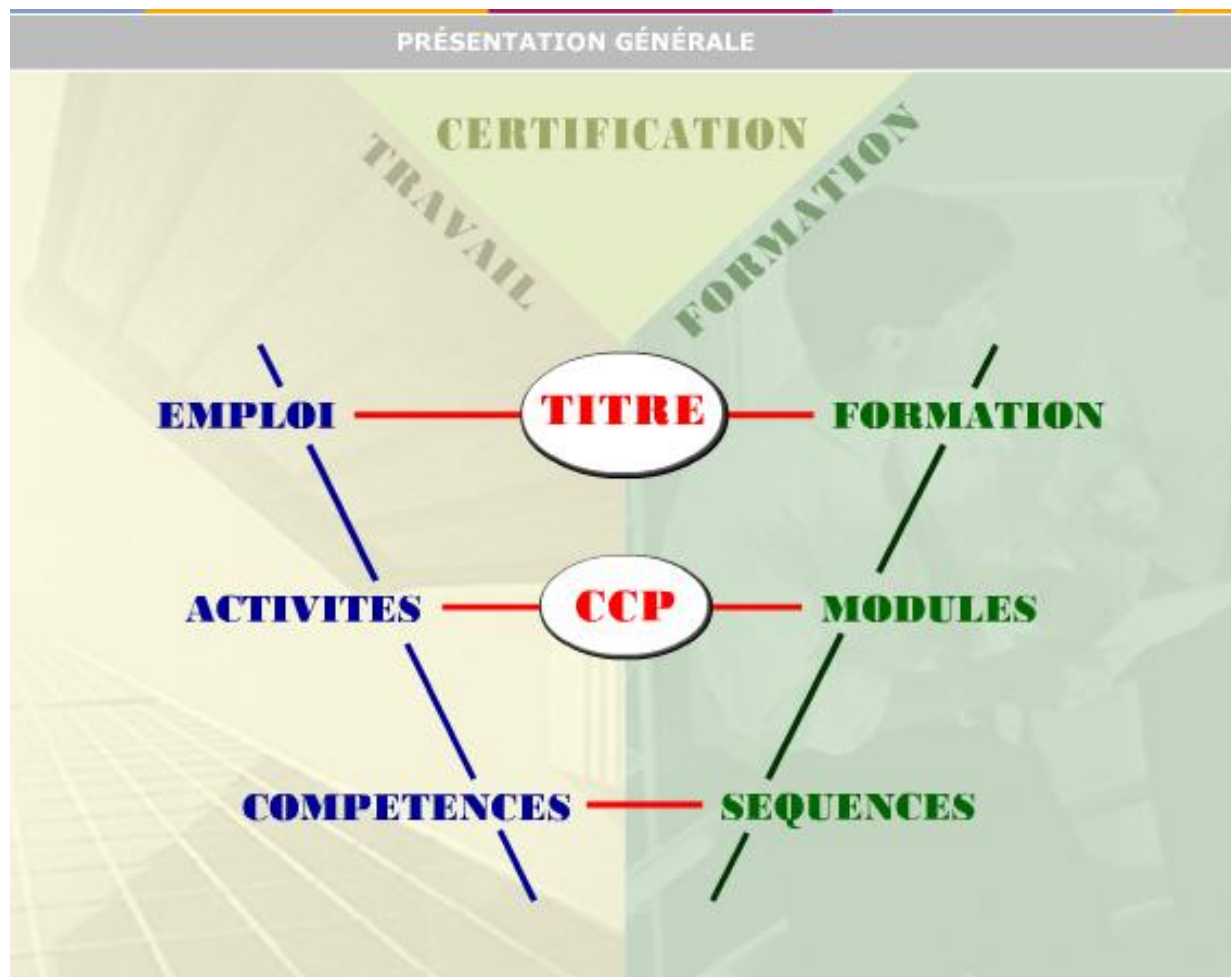 PRÉSENTATION GÉNÉRALE
CERTIFICATION
TRAVAIL
FORMATION
EMPLOI
TITRE
FORMATION
ACTIVITES
CCP
MODULES
COMPETENCES
SEQUENCES